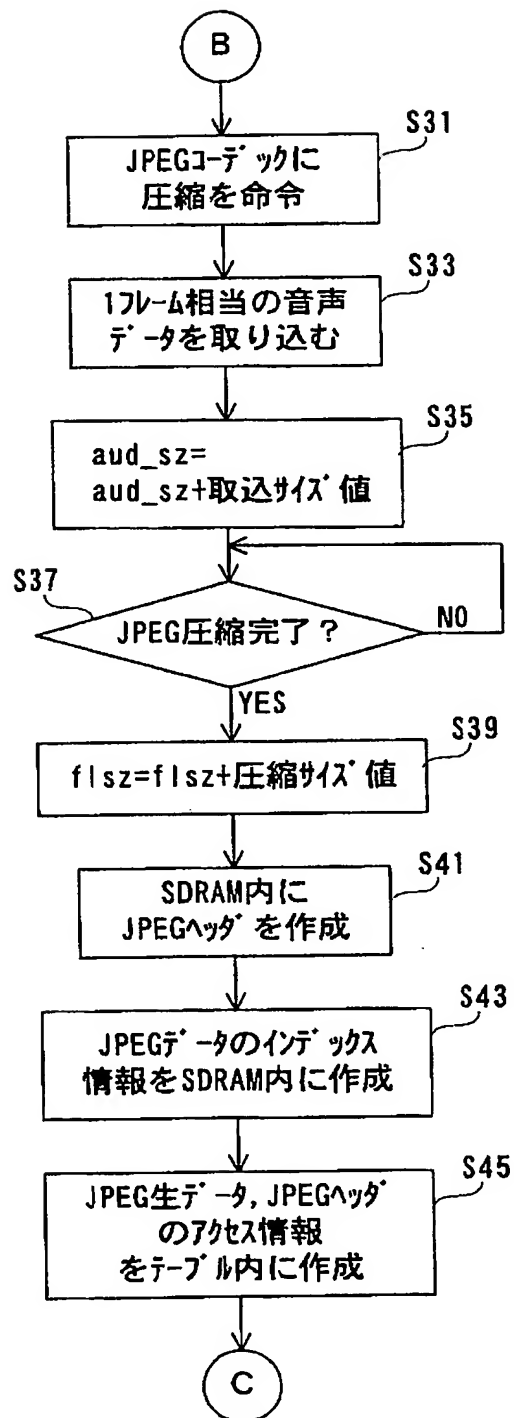 B
S31
JPEGコーデックに
圧縮を命令
S33
1フレーム相当の音声
データを取り込む
S35
aud_sz=
aud_sz+取込サイズ値
S37
JPEG圧縮完了？
NO
YES
S39
flsz=flsz+圧縮サイズ値
S41
SDRAM内に
JPEGヘッダを作成
S43
JPEGデータのインデックス
情報をSDRAM内に作成
S45
JPEG生データ,JPEGヘッダ
のアクセス情報
をテーブル内に作成
C